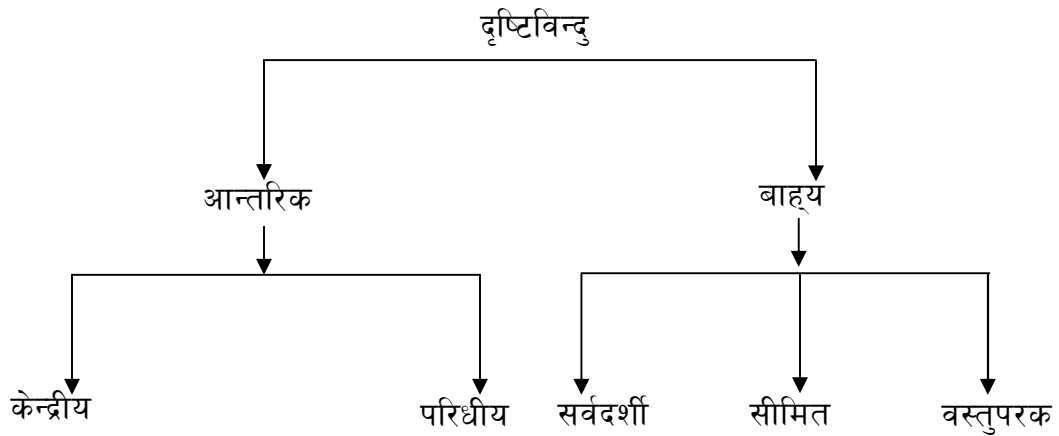 दृष्टिविन्दु
आन्तरिक बाह्य
केन्द्रीय परिधीय सर्वदर्शी सीमित वस्तुपरक